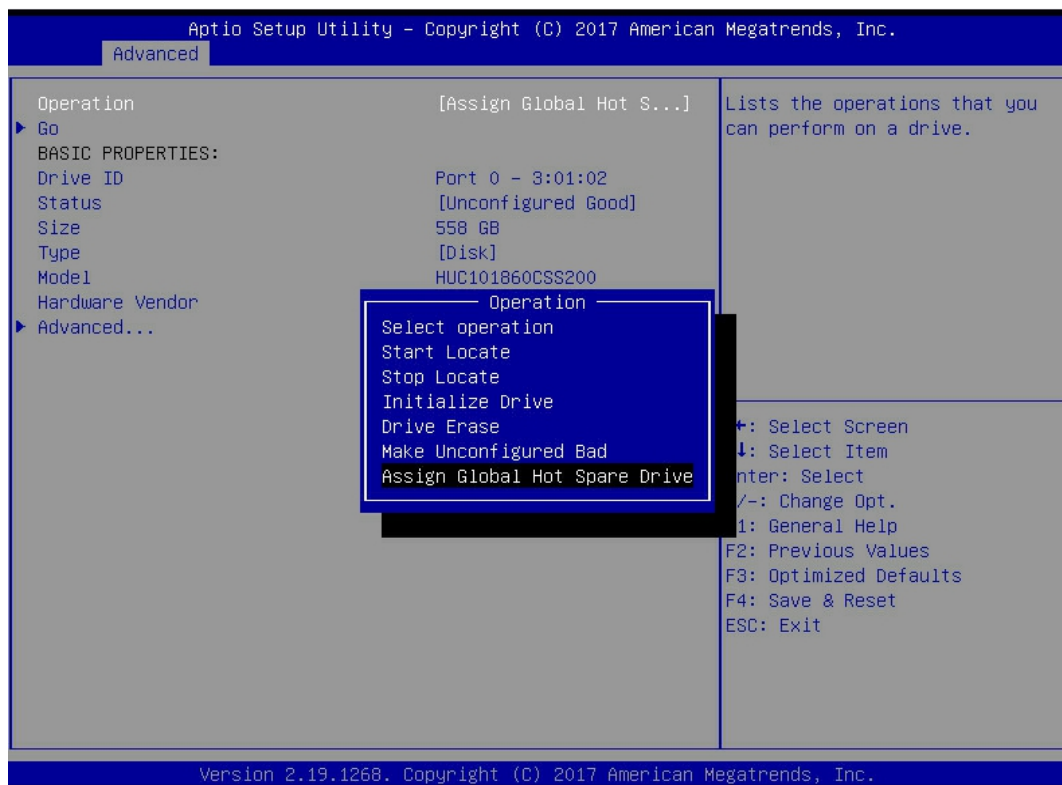 Aptio Setup Utility – Copyright (C) 2017 American Megatrends, Inc.
Advanced
Operation [Assign Global Hot S...]
Go
BASIC PROPERTIES:
Drive ID Port 0 – 3:01:02
Status [Unconfigured Good]
Size 558 GB
Type [Disk]
Model HUC101860CSS200
Hardware Vendor
Advanced...
Operation
Select operation
Start Locate
Stop Locate
Initialize Drive
Drive Erase
Make Unconfigured Bad
Assign Global Hot Spare Drive
Lists the operations that you
can perform on a drive.
: Select Screen
: Select Item
nter: Select
/–: Change Opt.
1: General Help
F2: Previous Values
F3: Optimized Defaults
F4: Save & Reset
ESC: Exit
Version 2.19.1268. Copyright (C) 2017 American Megatrends, Inc.